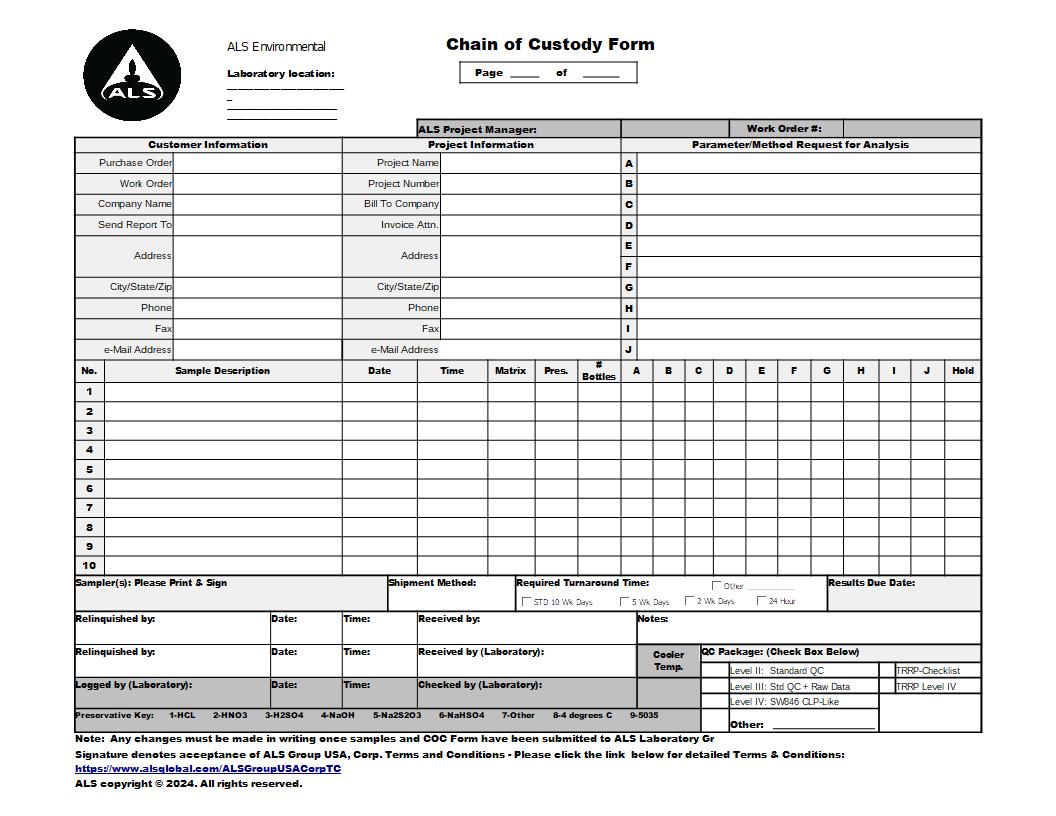 ALS
ALS Environmental
Chain of Custody Form
Laboratory location:
Page _____ of ______
ALS Project Manager: Work Order #:
Customer Information Project Information Parameter/Method Request for Analysis
Purchase Order Project Name A
Work Order Project Number B
Company Name Bill To Company C
Send Report To Invoice Attn. D
Address Address E
F
City/State/Zip City/State/Zip G
Phone Phone H
Fax Fax I
e-Mail Address e-Mail Address J
No. Sample Description Date Time Matrix Pres. # Bottles A B C D E F G H I J Hold
1
2
3
4
5
6
7
8
9
10
Sampler(s): Please Print & Sign Shipment Method: Required Turnaround Time: Other ___________ Results Due Date:
STD 10 Wk Days 5 Wk Days 2 Wk Days 24 Hour
Relinquished by: Date: Time: Received by: Notes:
Relinquished by: Date: Time: Received by (Laboratory): Cooler Temp. QC Package: (Check Box Below)
Level II: Standard QC TRRP-Checklist
Logged by (Laboratory): Date: Time: Checked by (Laboratory): Level III: Std QC + Raw Data TRRP Level IV
Level IV: SW846 CLP-Like
Preservative Key: 1-HCL 2-HNO3 3-H2SO4 4-NaOH 5-Na2S2O3 6-NaHSO4 7-Other 8-4 degrees C 9-5035
Other: ____________________
Note: Any changes must be made in writing once samples and COC Form have been submitted to ALS Laboratory Gr
Signature denotes acceptance of ALS Group USA, Corp. Terms and Conditions - Please click the link below for detailed Terms & Conditions:
https://www.alsglobal.com/ALSGroupUSACorpTC
ALS copyright © 2024. All rights reserved.